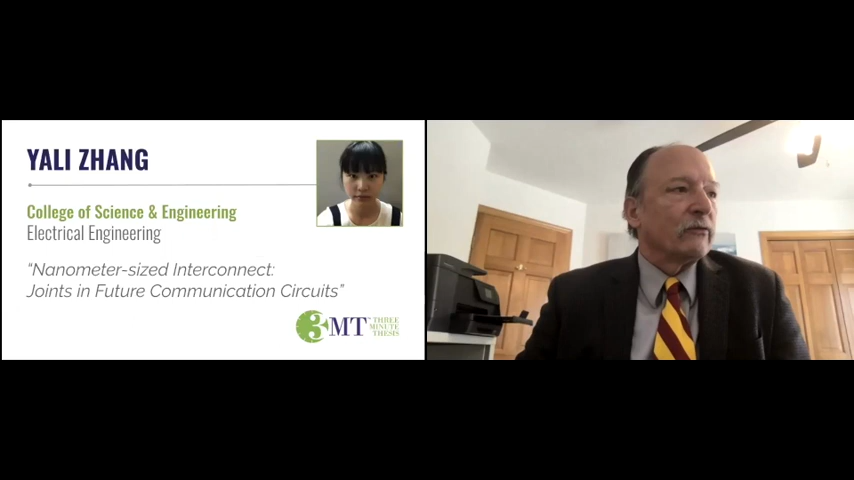 YALI ZHANG
College of Science & Engineering
Electrical Engineering
“Nanometer-sized Interconnect:
Joints in Future Communication Circuits”
3MT™ THREE
MINUTE
THESIS